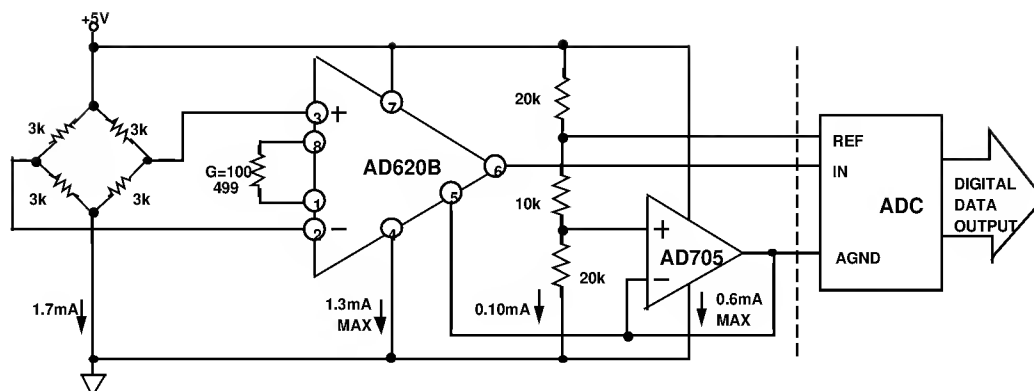 +5V
3k
3k
3k
3k
1.7mA
G=100
499
3
8
1
2
+
−
7
AD620B
6
5
4
1.3mA
MAX
20k
10k
20k
0.10mA
+
AD705
−
0.6mA
MAX
REF
IN
ADC
AGND
DIGITAL
DATA
OUTPUT